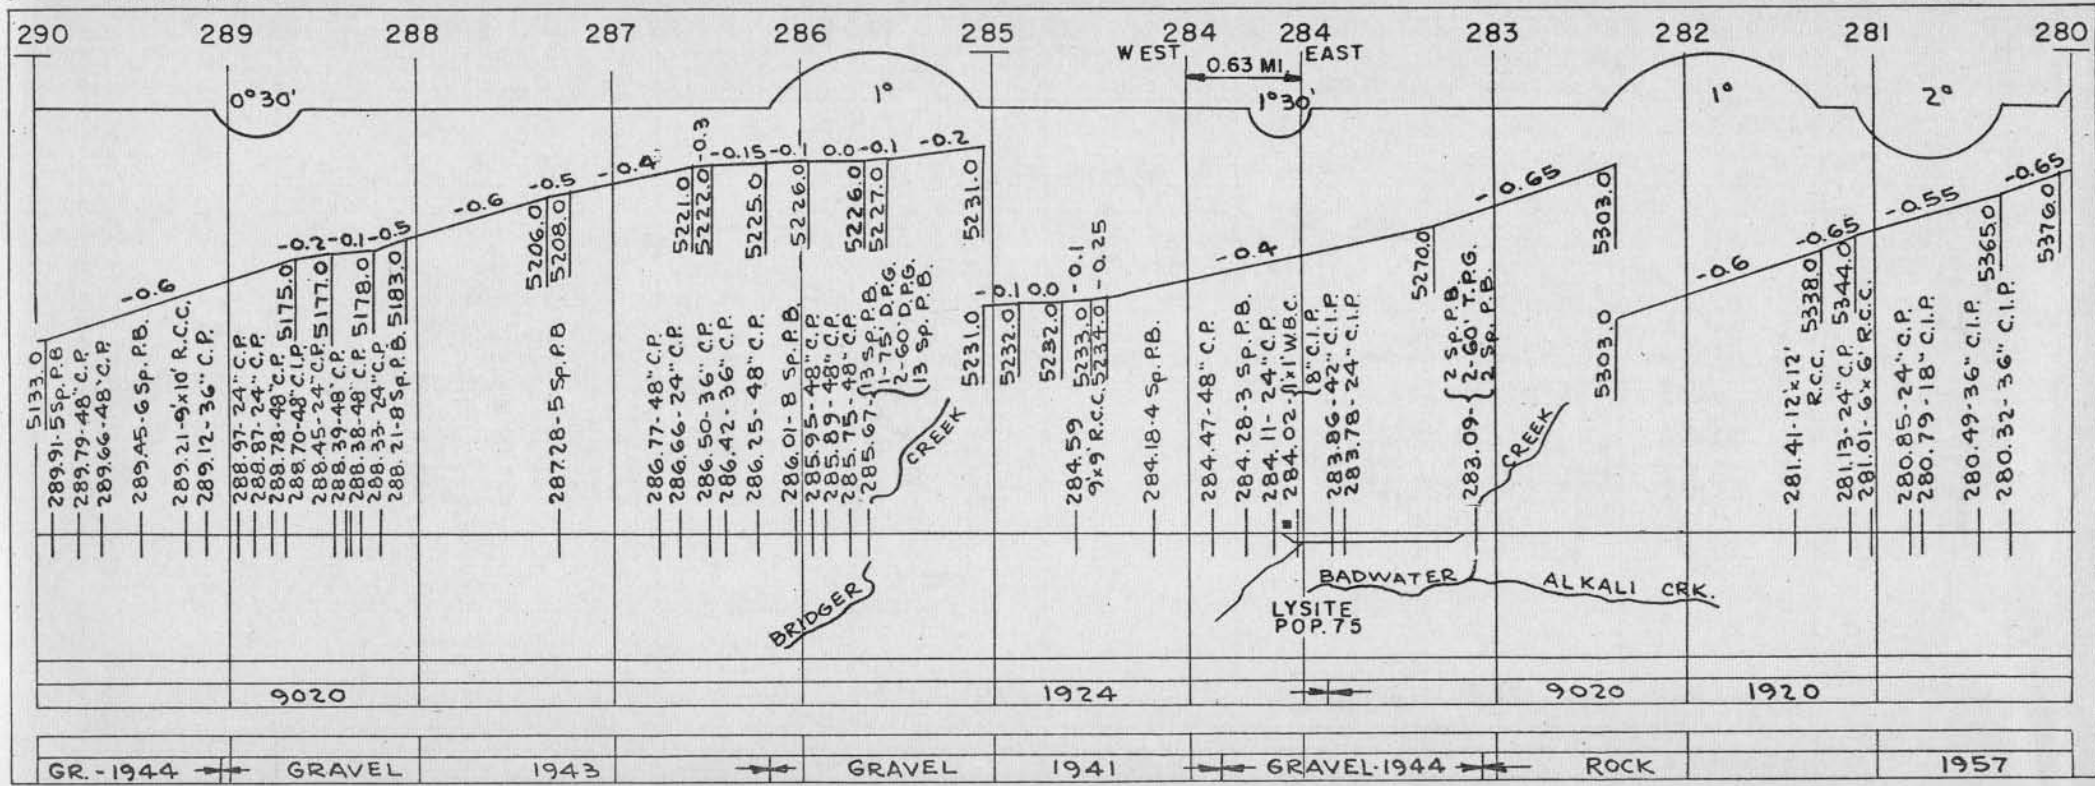 290 289 288 287 286 285 284 284 283 282 281 280
WEST EAST
0.63 MI.
0°30' 1° 1°30' 1° 2°
-0.6 -0.2 -0.1 -0.5 -0.6 -0.5 -0.4 -0.3 -0.15 -0.1 0.0 -0.1 -0.2
-0.1 0.0 -0.1 -0.25 -0.4 -0.65
-0.6 -0.65 -0.55 -0.65
5133.0
5175.0
5177.0
5178.0
5183.0
5206.0
5208.0
5221.0
5222.0
5225.0
5226.0
5226.0
5227.0
5231.0
5231.0
5232.0
5232.0
5233.0
5234.0
5270.0
5303.0
5303.0
5338.0
5344.0
5365.0
5376.0
289.91-5 Sp. P.B.
289.79-48" C.P.
289.66-48" C.P.
289.45-6 Sp. P.B.
289.21-9'x10' R.C.C.
289.12-36" C.P.
288.97-24" C.P.
288.87-24" C.P.
288.78-48" C.P.
288.70-48" C.I.P.
288.45-24" C.P.
288.39-48" C.P.
288.38-48" C.P.
288.33-24" C.P.
288.21-8 Sp. P.B.
287.28-5 Sp. P.B.
286.77-48" C.P.
286.66-24" C.P.
286.50-36" C.P.
286.42-36" C.P.
286.25-48" C.P.
286.01-8 Sp. P.B.
285.95-48" C.P.
285.89-48" C.P.
285.75-48" C.P.
285.67-
13 Sp. P.B.
1-75' D.P.G.
2-60' D.P.G.
13 Sp. P.B.
284.59
9'x9' R.C.C.
284.18-4 Sp. P.B.
284.47-48" C.P.
284.28-3 Sp. P.B.
284.11-24" C.P.
284.02-
1'x1' W.B.C.
8" C.I.P.
283.86-42" C.I.P.
283.78-24" C.I.P.
283.09-
2 Sp. P.B.
2-60' T.P.G.
2 Sp. P.B.
281.41-12'x12'
R.C.C.
281.13-24" C.P.
281.01-6'x6' R.C.C.
280.85-24" C.P.
280.79-18" C.I.P.
280.49-36" C.I.P.
280.32-36" C.I.P.
BRIDGER CREEK
BADWATER CREEK
ALKALI CRK.
LYSITE
POP. 75
9020 1924 9020 1920
GR.-1944 GRAVEL 1943 GRAVEL 1941 GRAVEL-1944 ROCK 1957